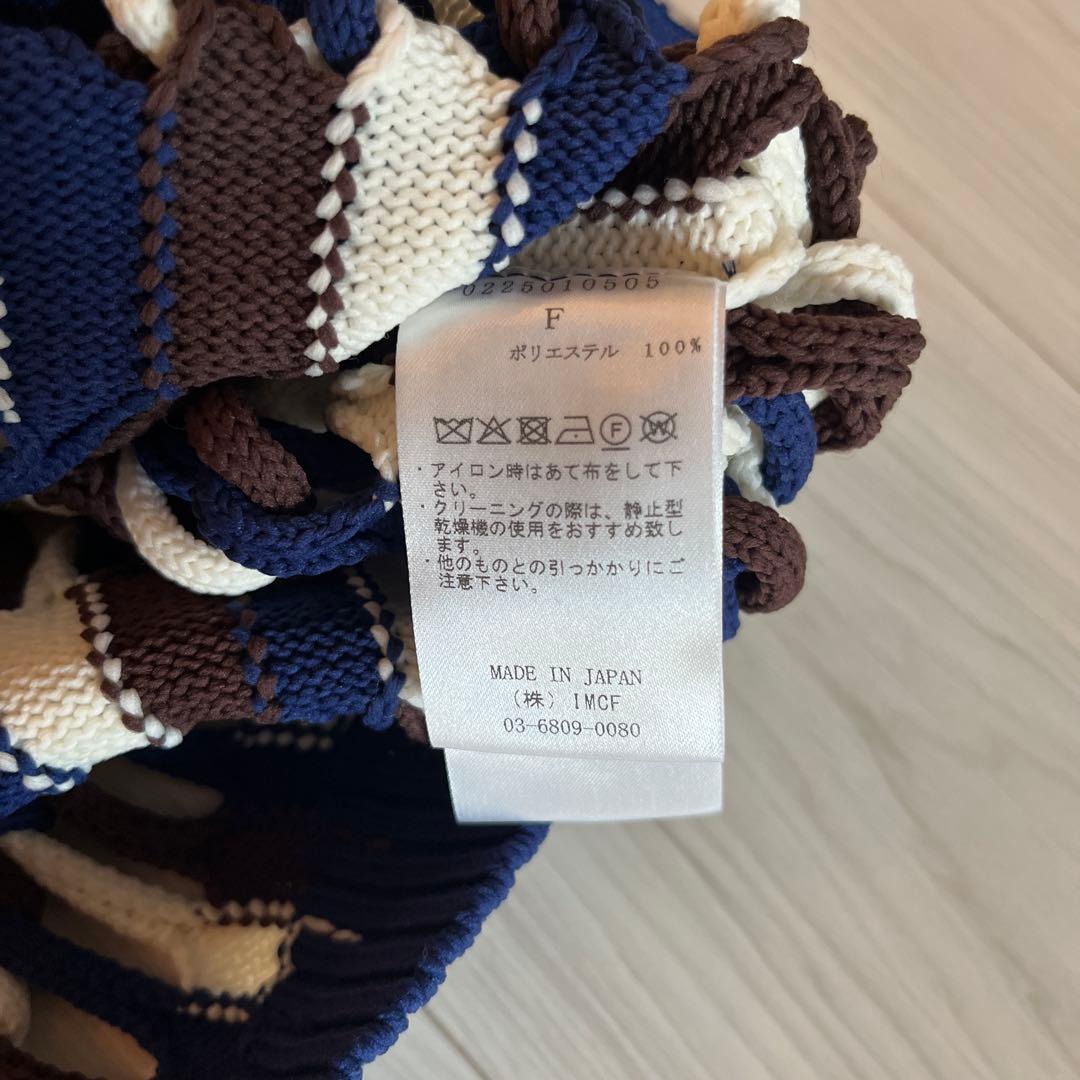 0225010505
F
ポリエステル 100%
F W
・アイロン時はあて布をして下
さい。
・クリーニングの際は、静止型
乾燥機の使用をおすすめ致し
ます。
・他のものとの引っかかりにご
注意下さい。
MADE IN JAPAN
(株) IMCF
03-6809-0080